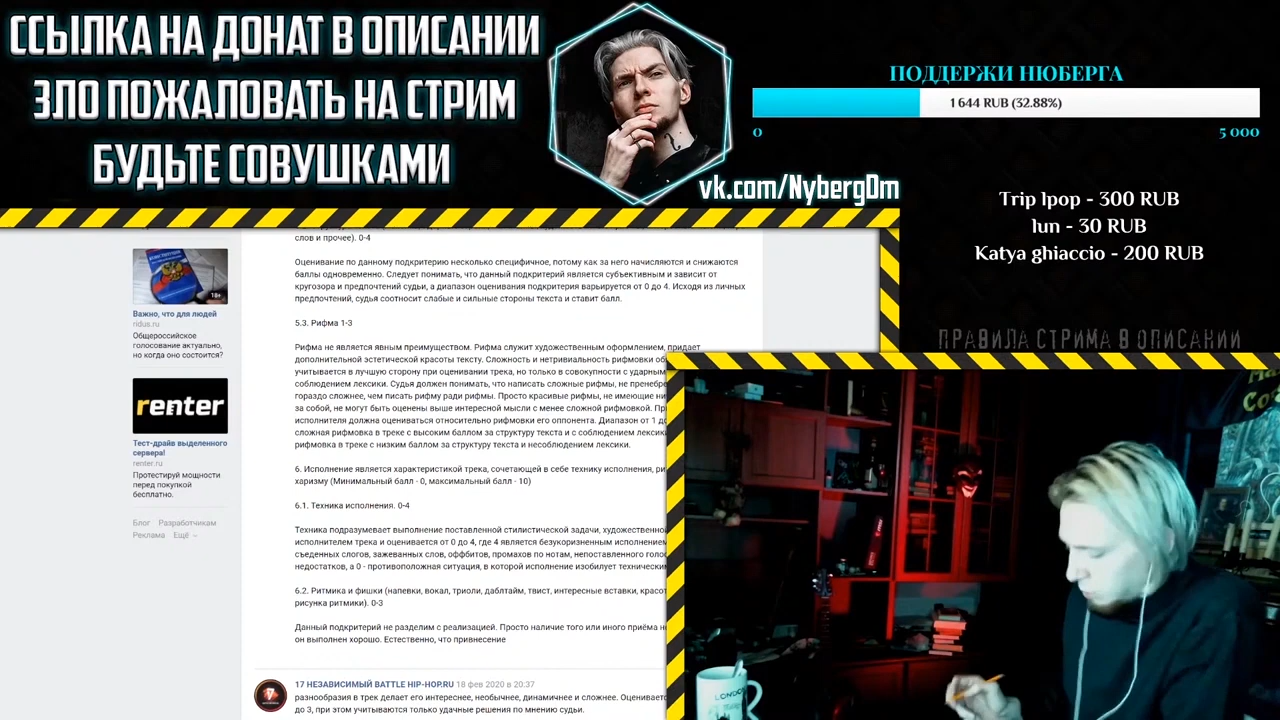 ССЫЛКА НА ДОНАТ В ОПИСАНИИ
ЗЛО ПОЖАЛОВАТЬ НА СТРИМ
БУДЬТЕ СОВУШКАМИ
vk.com/NybergDm
ПОДДЕРЖИ НЮБЕРГА
1 644 RUB (32.88%)
0
5 000
Trip lpop - 300 RUB
lun - 30 RUB
Katya ghiaccio - 200 RUB
ПРАВИЛА СТРИМА В ОПИСАНИИ
18+
Важно, что для людей
ridus.ru
Общероссийское
голосование актуально,
но когда оно состоится?
renter
Тест-драйв выделенного
сервера!
renter.ru
Протестируй мощности
перед покупкой
бесплатно.
Блог Разработчикам
Реклама Ещё
слов и прочее). 0-4
Оценивание по данному подкритерию несколько специфичное, потому как за него начисляются и снижаются
баллы одновременно. Следует понимать, что данный подкритерий является субъективным и зависит от
кругозора и предпочтений судьи, а диапазон оценивания подкритерия варьируется от 0 до 4. Исходя из личных
предпочтений, судья соотносит слабые и сильные стороны текста и ставит балл.
5.3. Рифма 1-3
Рифма не является явным преимуществом. Рифма служит художественным оформлением, придает
дополнительной эстетической красоты тексту. Сложность и нетривиальность рифмовки
учитывается в лучшую сторону при оценивании трека, но только в совокупности с
соблюдением лексики. Судья должен понимать, что написать сложные рифмы, не
гораздо сложнее, чем писать рифму ради рифмы. Просто красивые рифмы, не имеющие
за собой, не могут быть оценены выше интересной мысли с менее сложной рифмовкой.
исполнителя должна оцениваться относительно рифмовки его оппонента. Диапазон от 1
сложная рифмовка в треке с высоким баллом за структуру текста и с соблюдением
рифмовка в треке с низким баллом за структуру текста и несоблюдением лексики.
6. Исполнение является характеристикой трека, сочетающей в себе технику исполнения,
харизму (Минимальный балл - 0, максимальный балл - 10)
6.1. Техника исполнения. 0-4
Техника подразумевает выполнение поставленной стилистической задачи,
исполнителем трека и оценивается от 0 до 4, где 4 является безукоризненным исполнением
съеденных слогов, зажеванных слов, оффбитов, промахов по нотам, непоставленного
недостатков, а 0 - противоположная ситуация, в которой исполнение изобилует
6.2. Ритмика и фишки (напевки, вокал, триоли, даблтайм, твист, интересные вставки,
рисунка ритмики). 0-3
Данный подкритерий не разделим с реализацией. Просто наличие того или иного приёма
он выполнен хорошо. Естественно, что привнесение
17 НЕЗАВИСИМЫЙ BATTLE HIP-HOP.RU 18 фев 2020 в 20:37
разнообразия в трек делает его интереснее, необычнее, динамичнее и сложнее.
до 3, при этом учитываются только удачные решения по мнению судьи.
LONDON